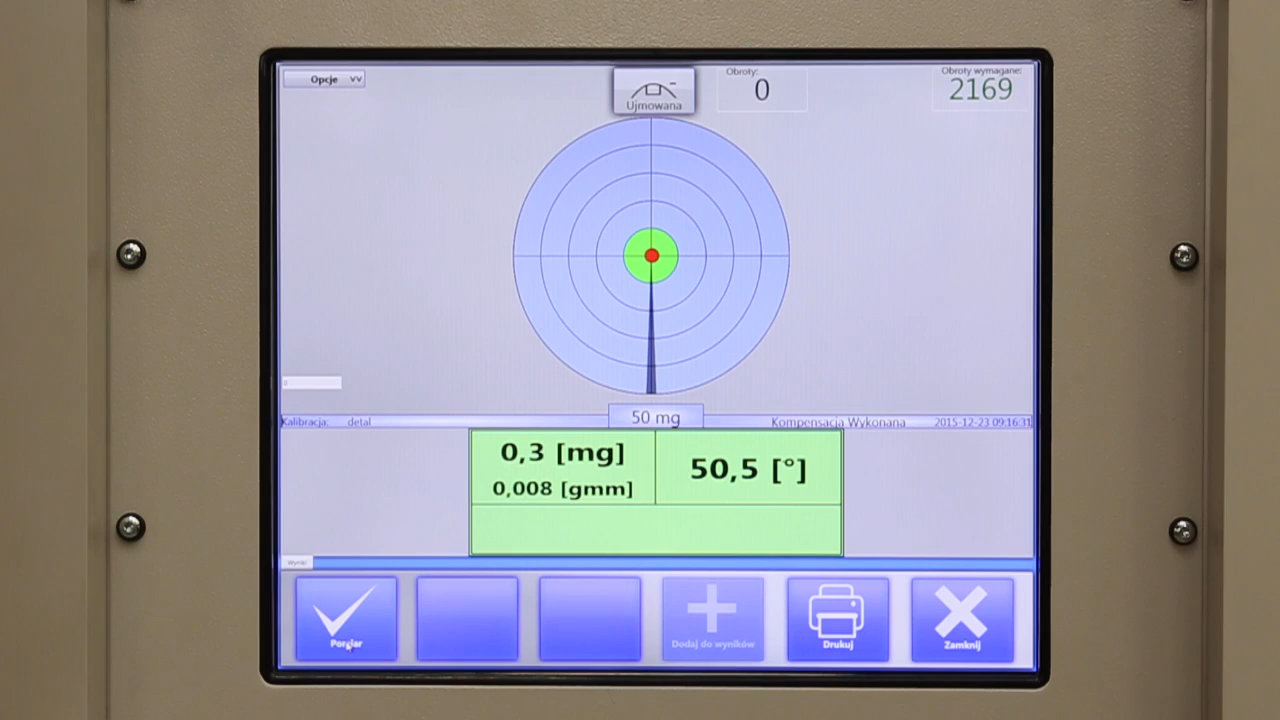 Opcje VV
Ujmowana
Obroty:
0
Obroty wymagane:
2169
50 mg
Kalibracja: detal
Kompensacja Wykonana 2015-12-23 09:16:31
0,3 [mg]
0,008 [gmm]
50,5 [°]
Wyniki
Pomiar
Dodaj do wyników
Drukuj
Zamknij